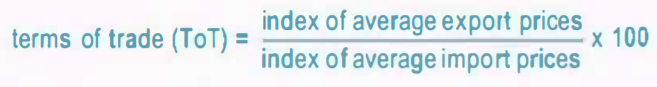 terms of trade (ToT) = index of average export prices / index of average import prices x 100